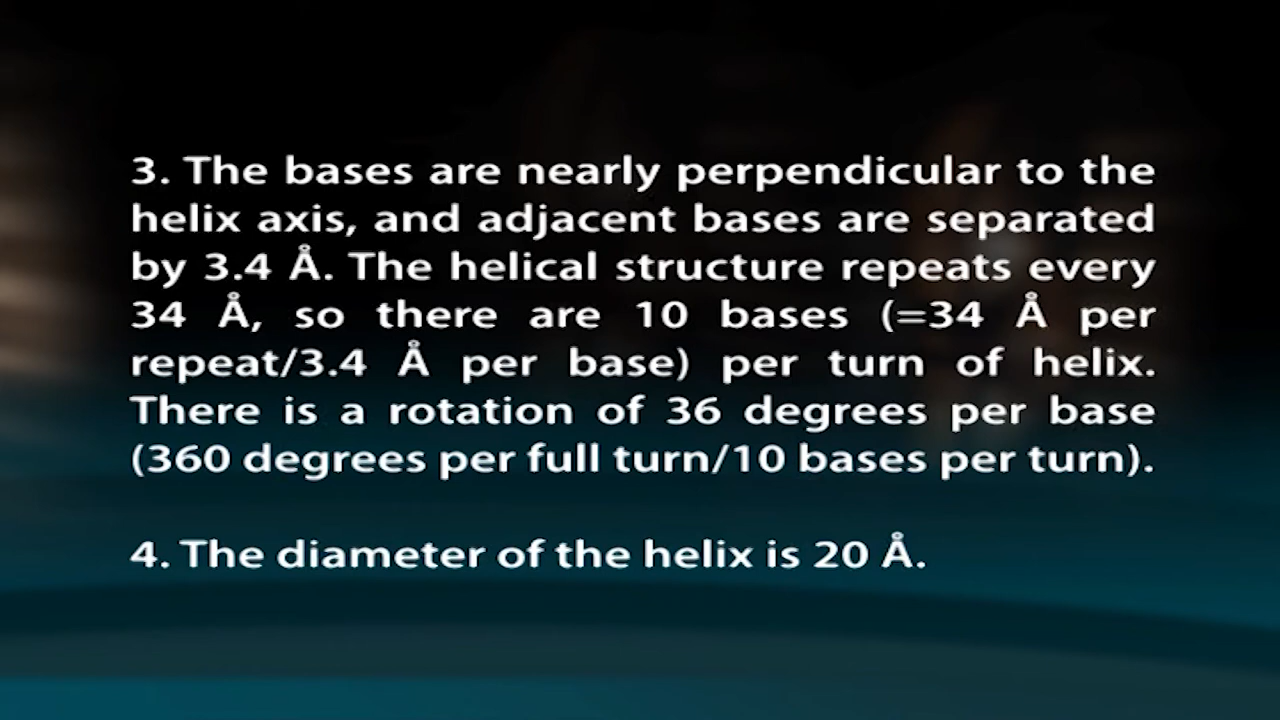 3. The bases are nearly perpendicular to the
helix axis, and adjacent bases are separated
by 3.4 Å. The helical structure repeats every
34 Å, so there are 10 bases (=34 Å per
repeat/3.4 Å per base) per turn of helix.
There is a rotation of 36 degrees per base
(360 degrees per full turn/10 bases per turn).
4. The diameter of the helix is 20 Å.